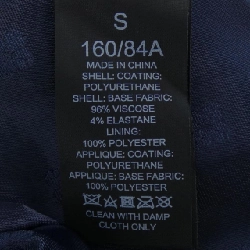 S
160/84A
MADE IN CHINA
SHELL: COATING:
POLYURETHANE
SHELL: BASE FABRIC:
96% VISCOSE
4% ELASTANE
LINING:
100% POLYESTER
APPLIQUE: COATING:
POLYURETHANE
APPLIQUE: BASE FABRIC:
100% POLYESTER
CLEAN WITH DAMP
CLOTH ONLY